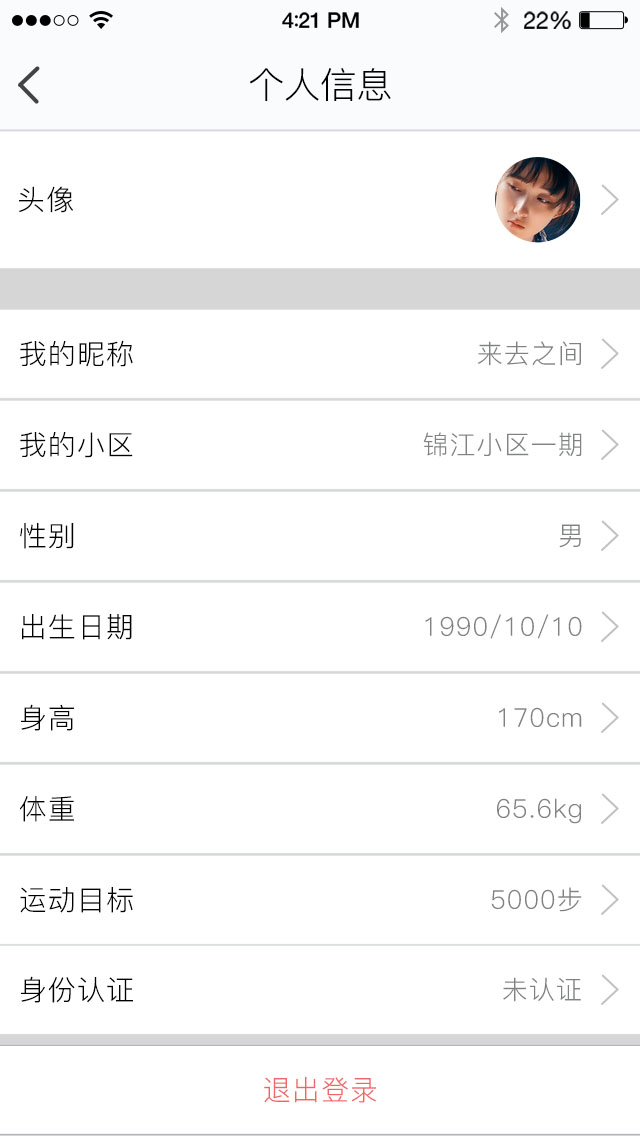 4:21 PM 22%
个人信息
头像
我的昵称 来去之间
我的小区 锦江小区一期
性别 男
出生日期 1990/10/10
身高 170cm
体重 65.6kg
运动目标 5000步
身份认证 未认证
退出登录